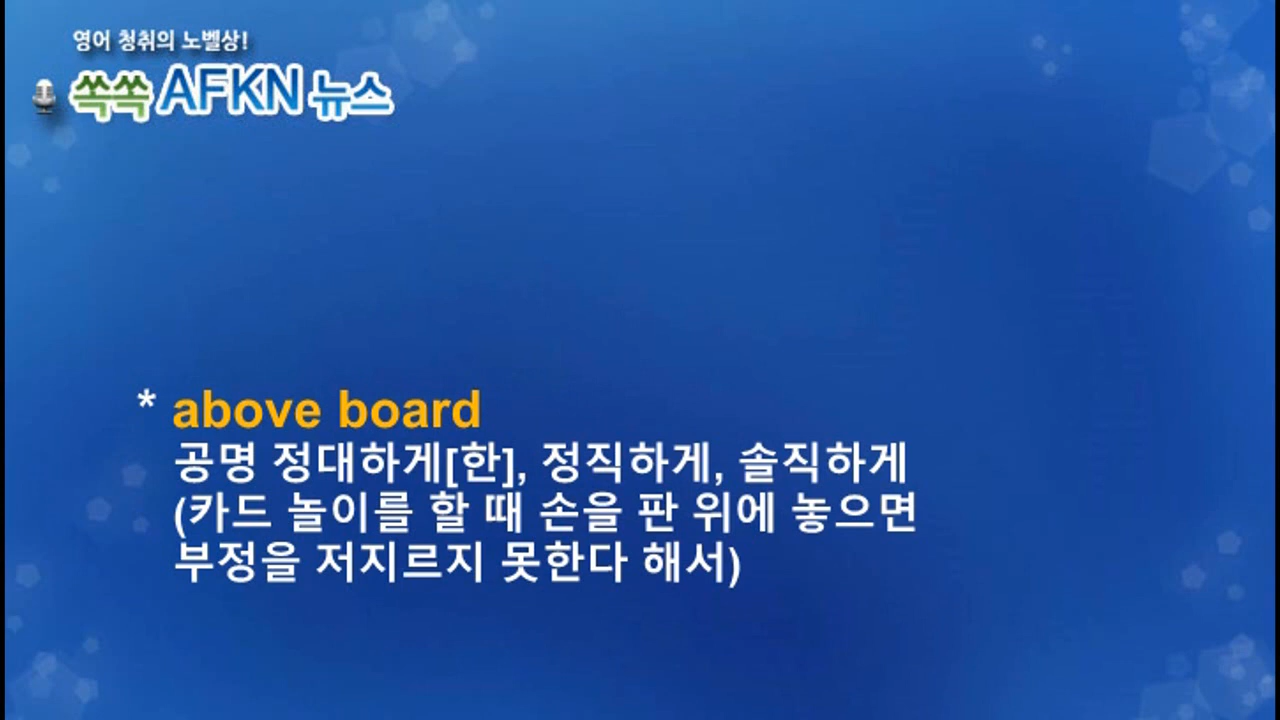 영어 청취의 노벨상!
쏙쏙 AFKN 뉴스
* above board
공명 정대하게[한], 정직하게, 솔직하게
(카드 놀이를 할 때 손을 판 위에 놓으면
부정을 저지르지 못한다 해서)